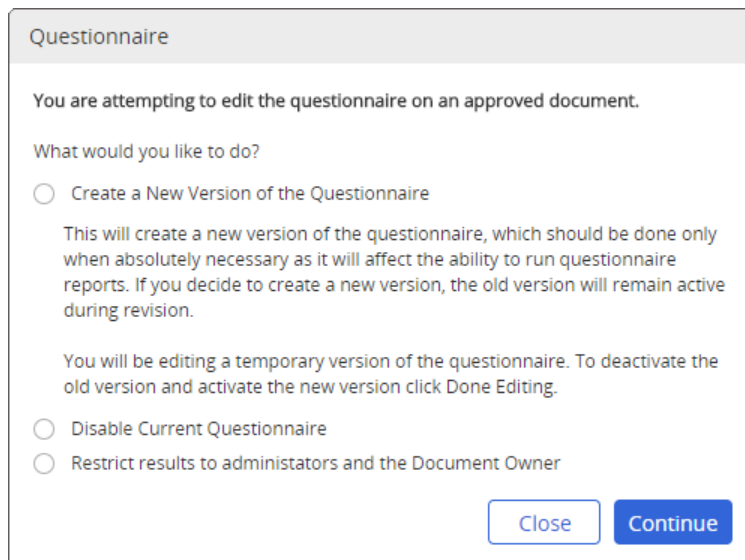 Questionnaire
You are attempting to edit the questionnaire on an approved document.
What would you like to do?
Create a New Version of the Questionnaire
This will create a new version of the questionnaire, which should be done only
when absolutely necessary as it will affect the ability to run questionnaire
reports. If you decide to create a new version, the old version will remain active
during revision.
You will be editing a temporary version of the questionnaire. To deactivate the
old version and activate the new version click Done Editing.
Disable Current Questionnaire
Restrict results to administators and the Document Owner
Close Continue